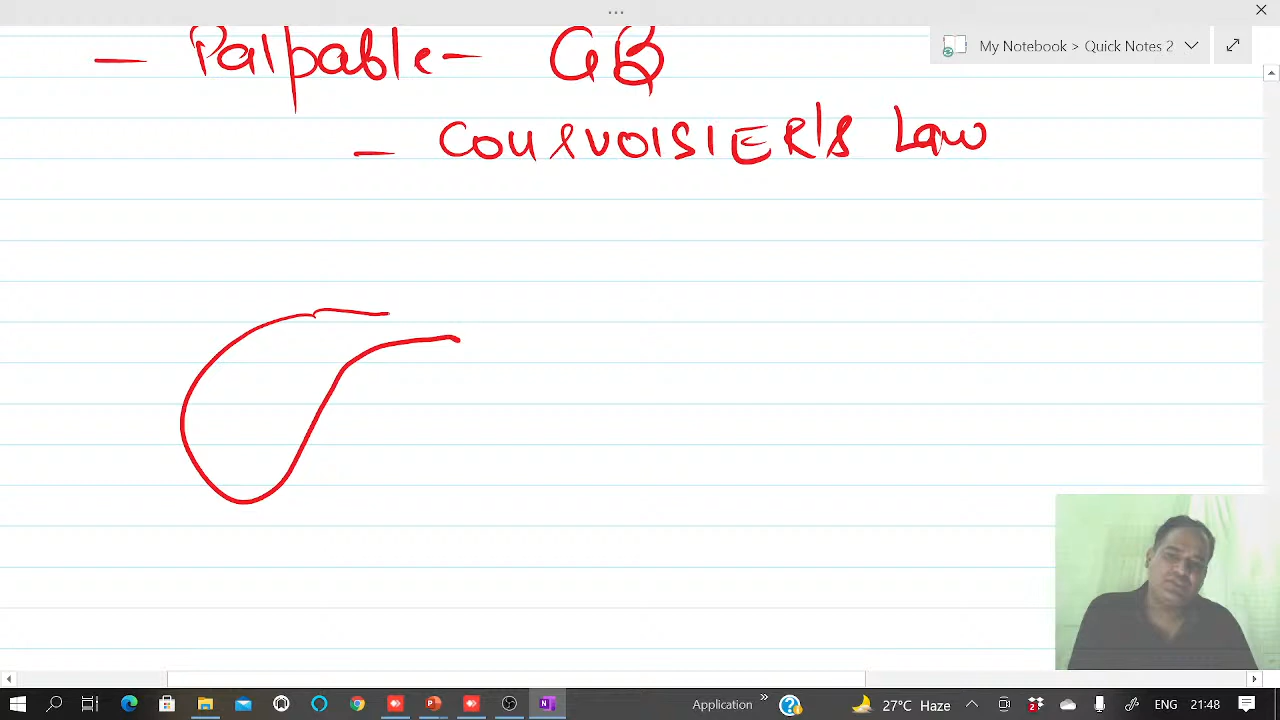 ...
- Palpable - GB
My Notebook > Quick Notes 2
- COURVOISIER'S Law
Application
»
27°C Haze
ENG
21:48